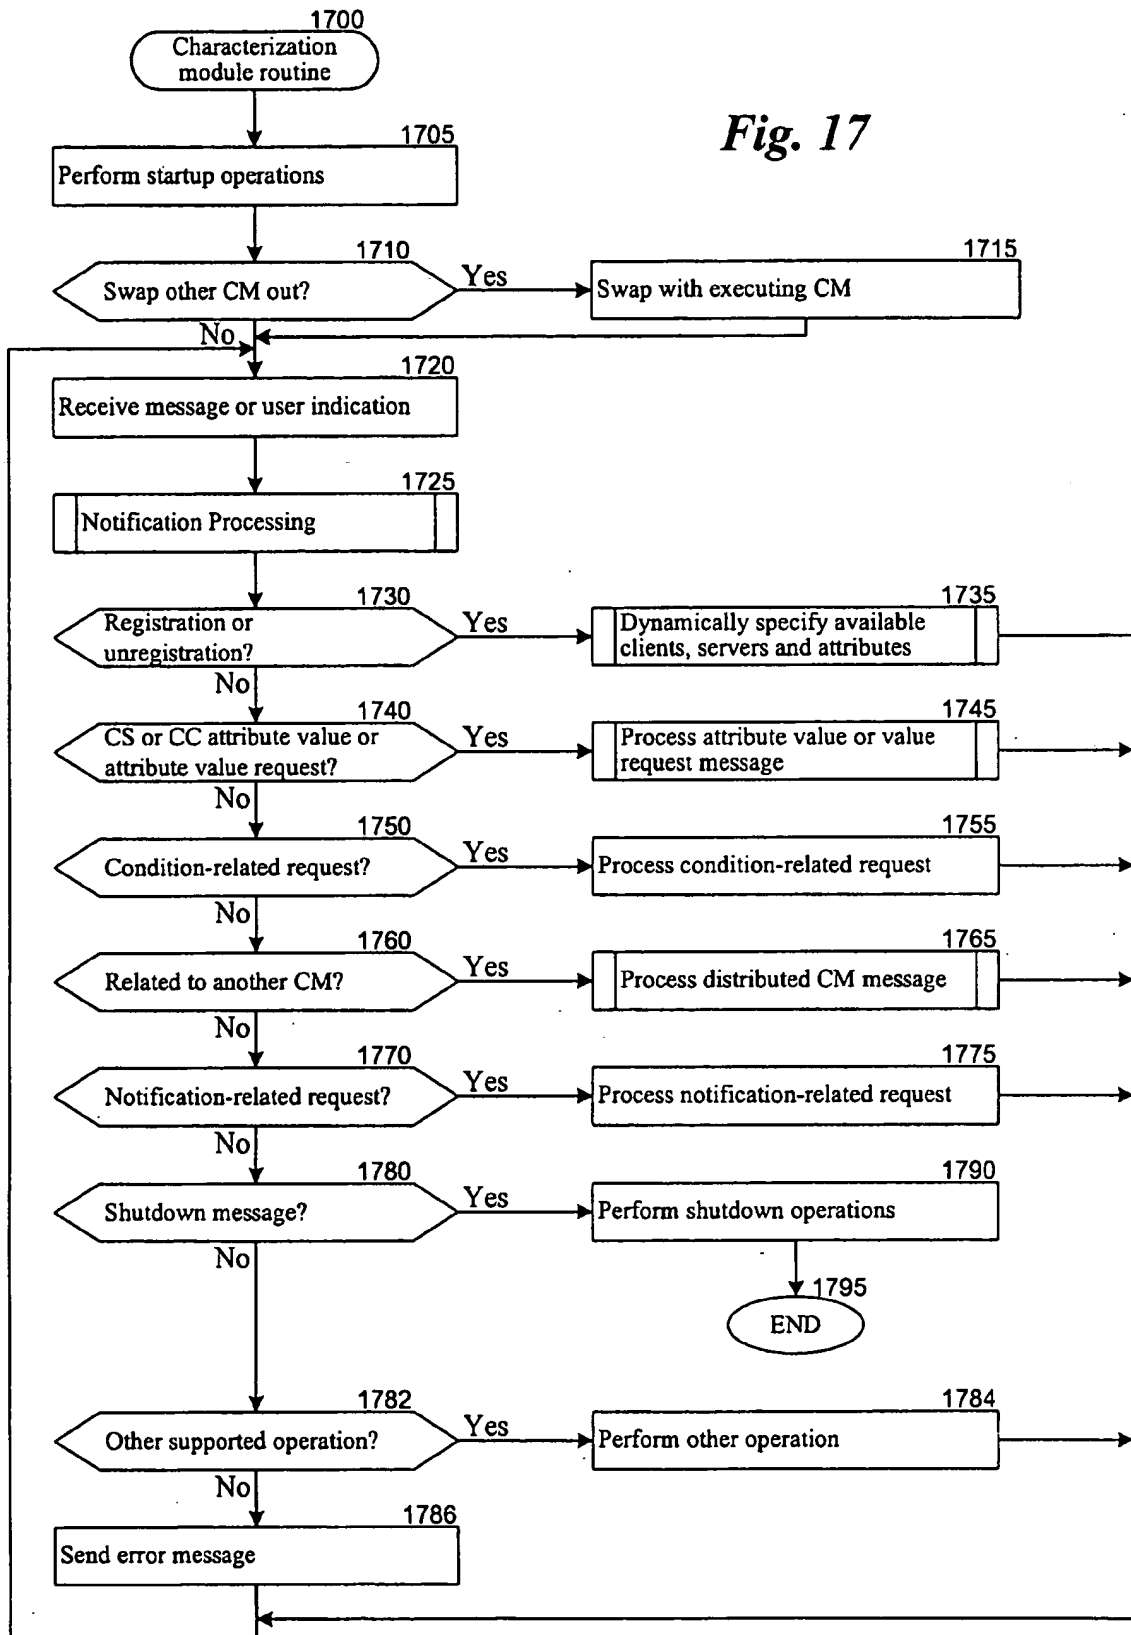 1700
Characterization
module routine
Fig. 17
1705
Perform startup operations
1710
Swap other CM out?
Yes
1715
Swap with executing CM
No
1720
Receive message or user indication
1725
Notification Processing
1730
Registration or
unregistration?
Yes
1735
Dynamically specify available
clients, servers and attributes
No
1740
CS or CC attribute value or
attribute value request?
Yes
1745
Process attribute value or value
request message
No
1750
Condition-related request?
Yes
1755
Process condition-related request
No
1760
Related to another CM?
Yes
1765
Process distributed CM message
No
1770
Notification-related request?
Yes
1775
Process notification-related request
No
1780
Shutdown message?
Yes
1790
Perform shutdown operations
No
1795
END
1782
Other supported operation?
Yes
1784
Perform other operation
No
1786
Send error message